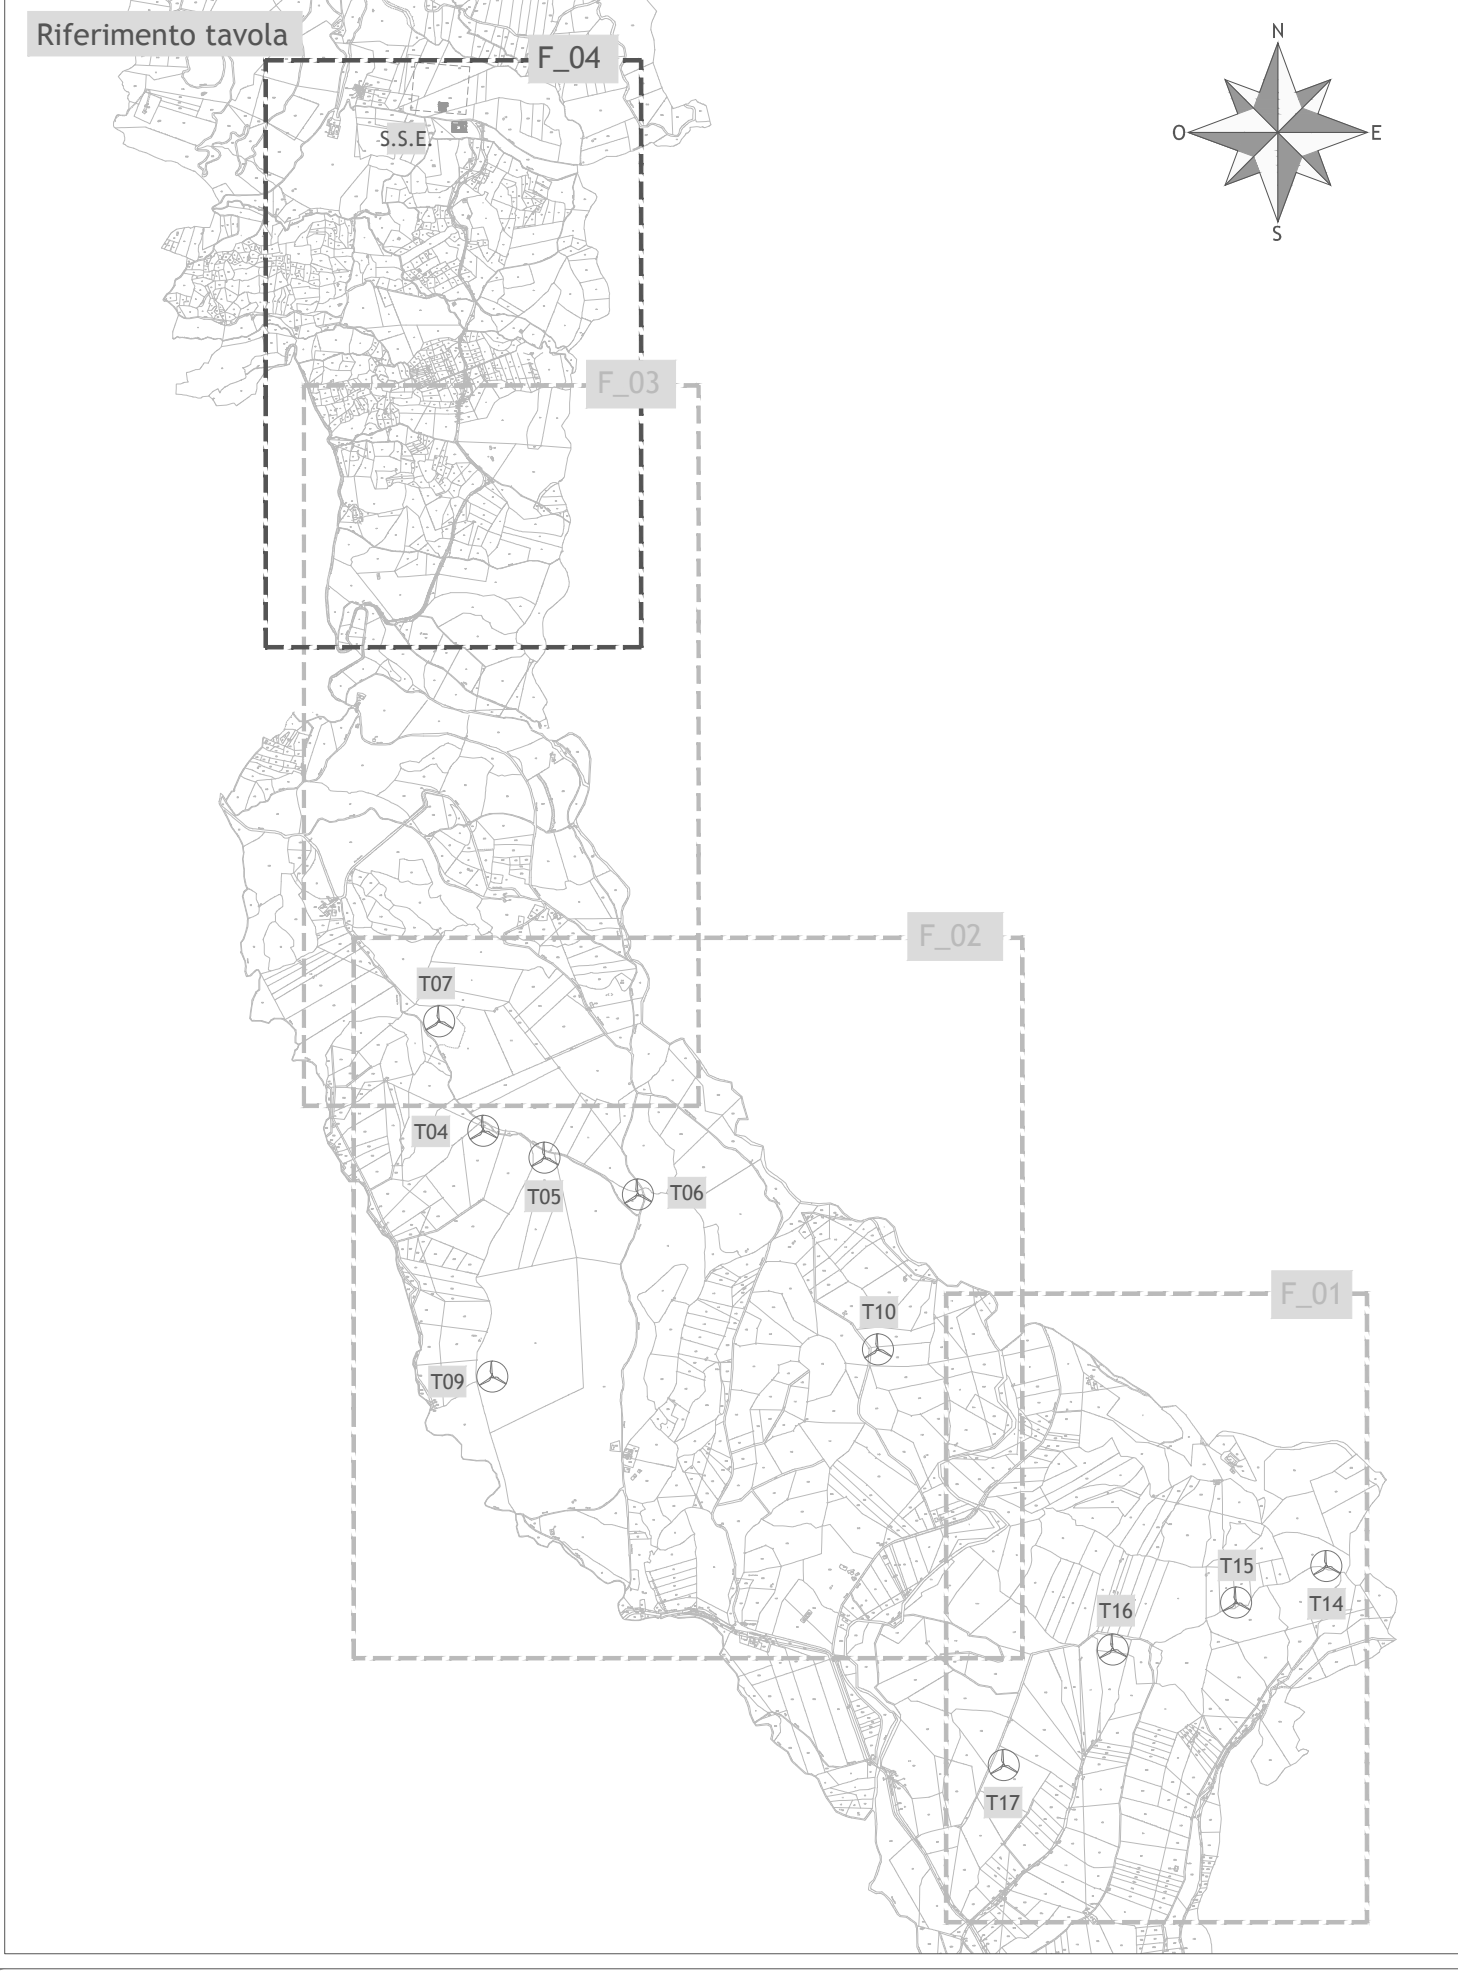 Riferimento tavola
N
F_04
O
E
S.S.E.
S
F_03
F_02
T07
T04
T05
T06
F_01
T10
T09
T15
T14
T16
T17